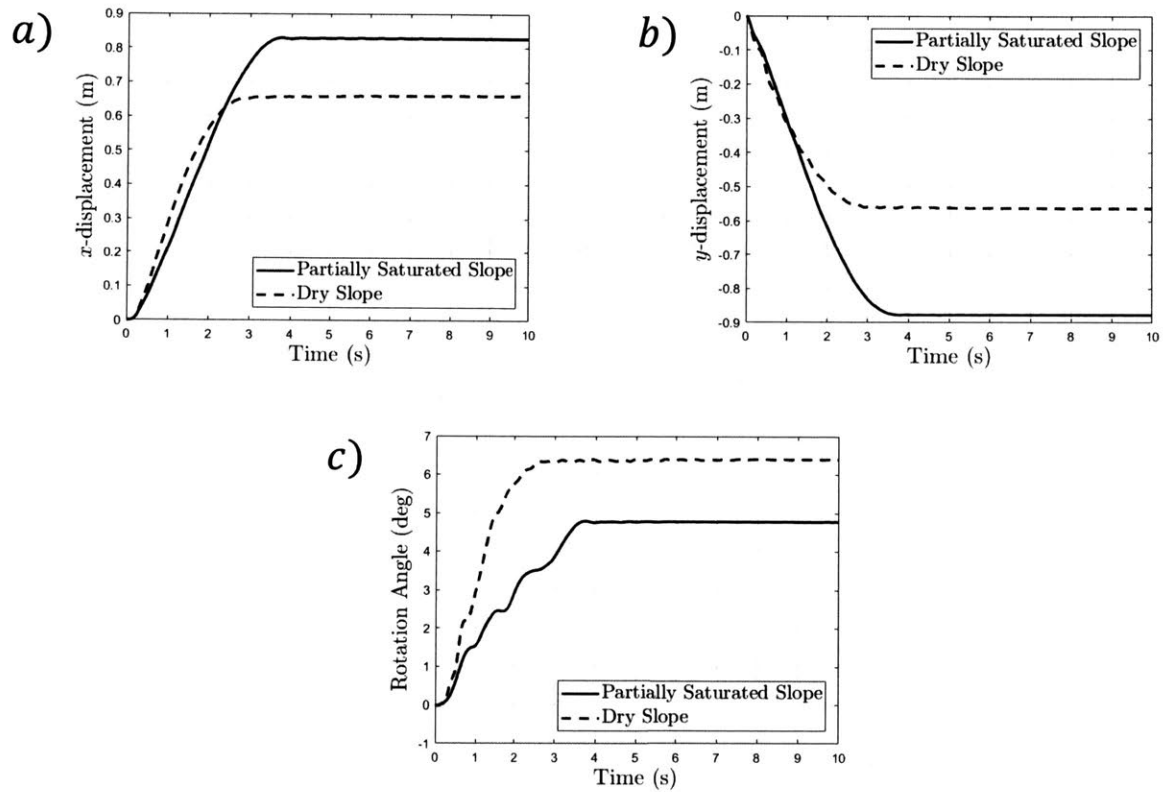 a)
0.9
0.8
0.7
0.6
0.5
0.4
0.3
0.2
0.1
0
x-displacement (m)
Partially Saturated Slope
Dry Slope
0 1 2 3 4 5 6 7 8 9 10
Time (s)
b)
0
-0.1
-0.2
-0.3
-0.4
-0.5
-0.6
-0.7
-0.8
-0.9
y-displacement (m)
Partially Saturated Slope
Dry Slope
0 1 2 3 4 5 6 7 8 9 10
Time (s)
c)
7
6
5
4
3
2
1
0
-1
Rotation Angle (deg)
Partially Saturated Slope
Dry Slope
0 1 2 3 4 5 6 7 8 9 10
Time (s)